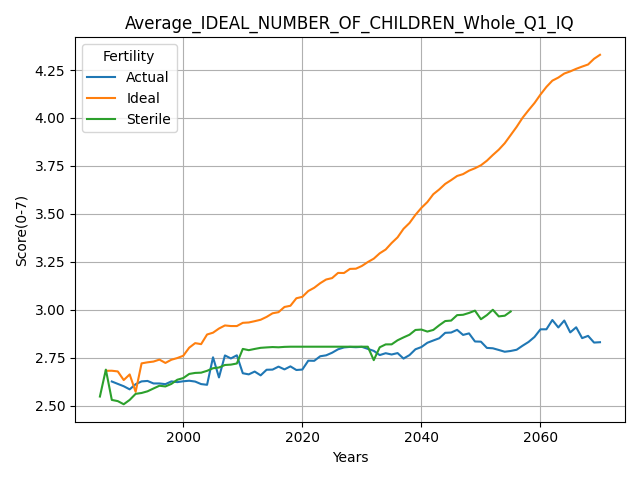 Average_IDEAL_NUMBER_OF_CHILDREN_Whole_Q1_IQ
Fertility
Actual
Ideal
Sterile
Score(0-7)
4.25
4.00
3.75
3.50
3.25
3.00
2.75
2.50
2000
2020
2040
2060
Years